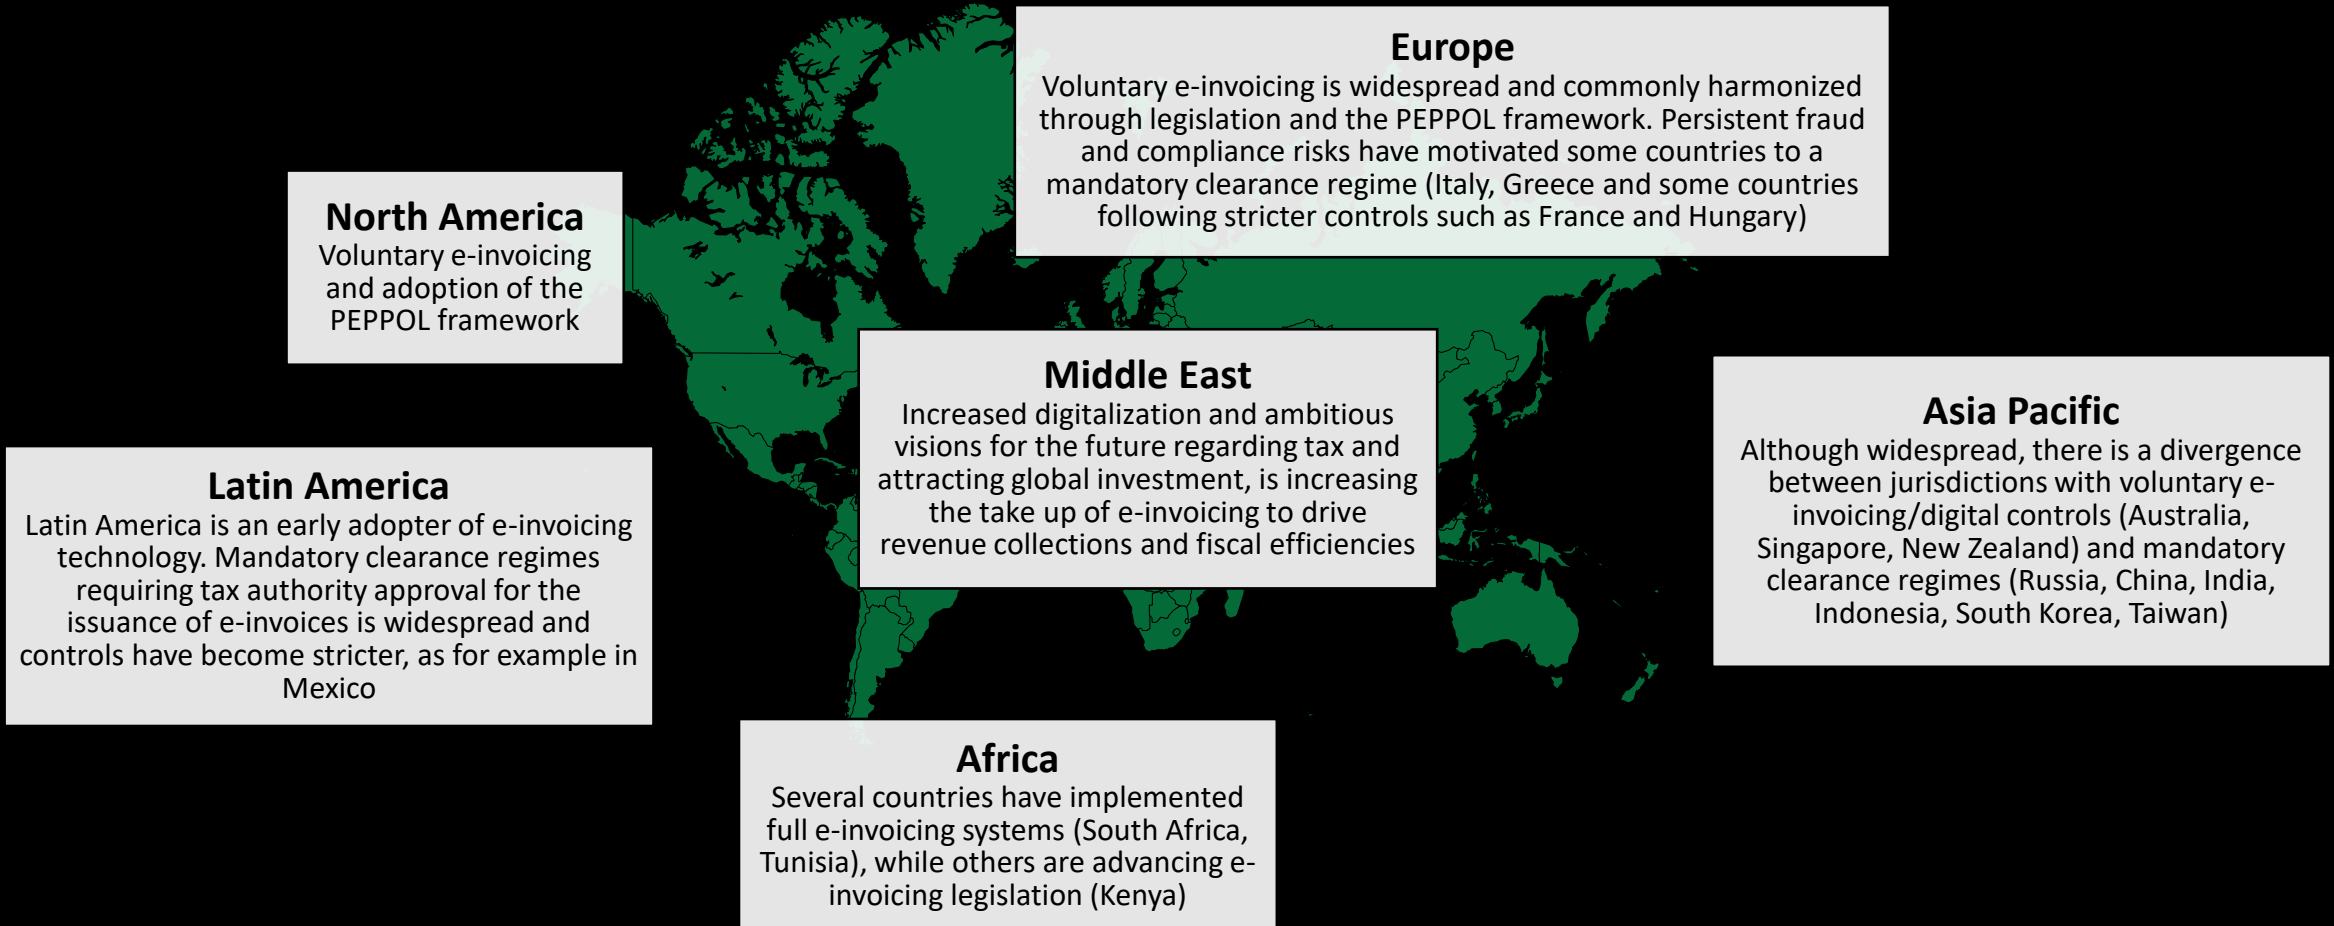 Europe
Voluntary e-invoicing is widespread and commonly harmonized
through legislation and the PEPPOL framework. Persistent fraud
and compliance risks have motivated some countries to a
mandatory clearance regime (Italy, Greece and some countries
following stricter controls such as France and Hungary)
North America
Voluntary e-invoicing
and adoption of the
PEPPOL framework
Middle East
Increased digitalization and ambitious
visions for the future regarding tax and
attracting global investment, is increasing
the take up of e-invoicing to drive
revenue collections and fiscal efficiencies
Asia Pacific
Although widespread, there is a divergence
between jurisdictions with voluntary e-
invoicing/digital controls (Australia,
Singapore, New Zealand) and mandatory
clearance regimes (Russia, China, India,
Indonesia, South Korea, Taiwan)
Latin America
Latin America is an early adopter of e-invoicing
technology. Mandatory clearance regimes
requiring tax authority approval for the
issuance of e-invoices is widespread and
controls have become stricter, as for example in
Mexico
Africa
Several countries have implemented
full e-invoicing systems (South Africa,
Tunisia), while others are advancing e-
invoicing legislation (Kenya)